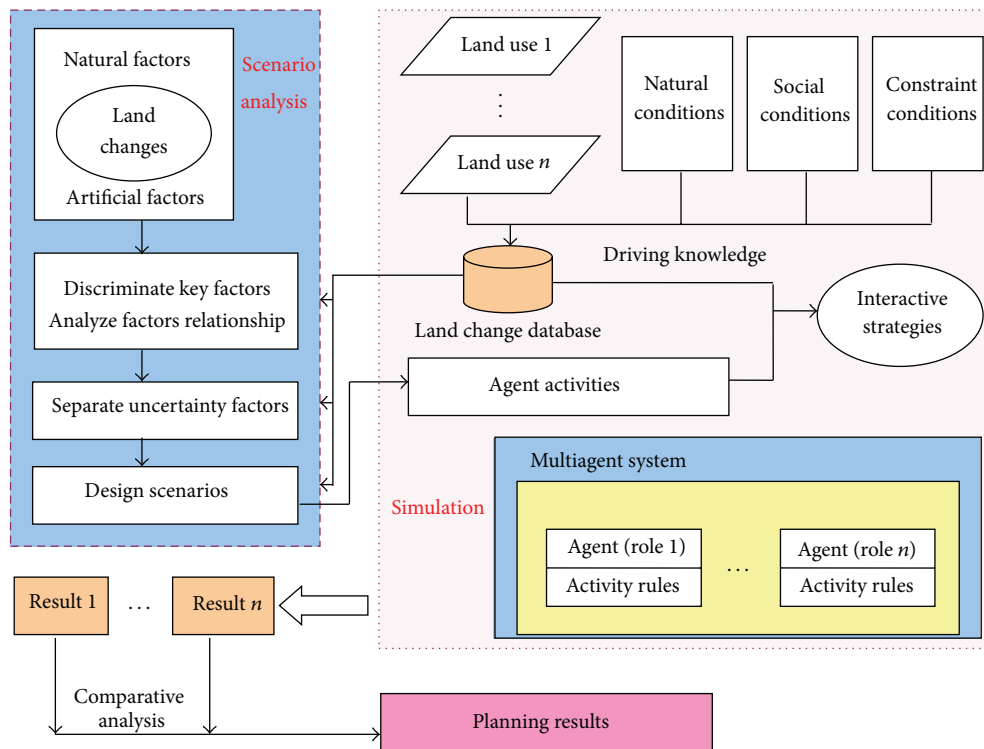 Natural factors
Land
changes
Artificial factors
Scenario
analysis
Discriminate key factors
Analyze factors relationship
Separate uncertainty factors
Design scenarios
Land use 1
⋮
Land use n
Natural
conditions
Social
conditions
Constraint
conditions
Driving knowledge
Land change database
Interactive
strategies
Agent activities
Simulation
Multiagent system
Agent (role 1)
Activity rules
...
Agent (role n)
Activity rules
Result 1
...
Result n
Comparative
analysis
Planning results